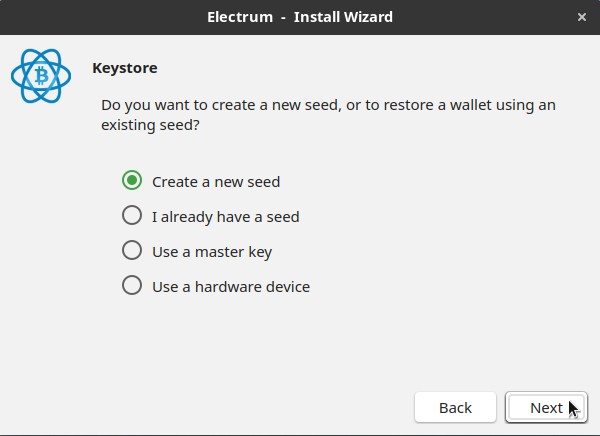 Electrum - Install Wizard
×
Keystore
Do you want to create a new seed, or to restore a wallet using an
existing seed?
Create a new seed
I already have a seed
Use a master key
Use a hardware device
Back
Next